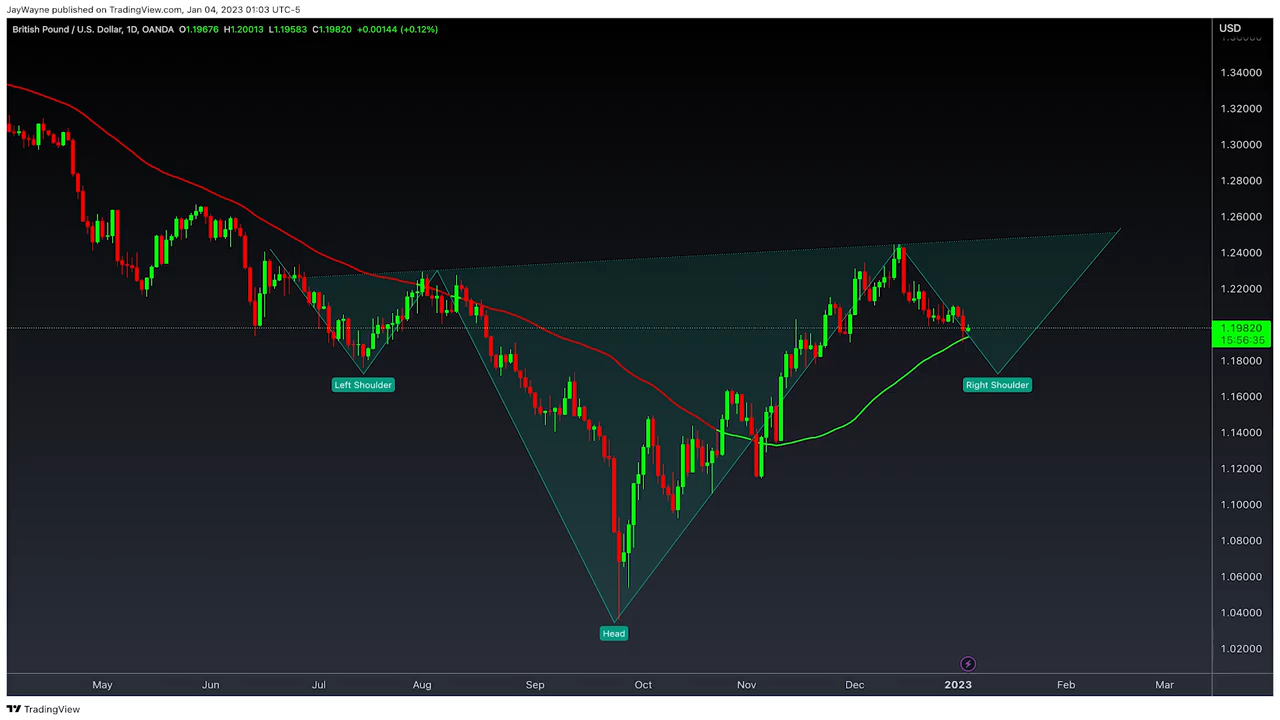 JayWayne published on TradingView.com, Jan 04, 2023 01:03 UTC-5
British Pound / U.S. Dollar, 1D, OANDA O1.19676 H1.20013 L1.19583 C1.19820 +0.00144 (+0.12%)
USD
1.34000
1.32000
1.30000
1.28000
1.26000
1.24000
1.22000
1.19820
15:56:35
1.18000
1.16000
1.14000
1.12000
1.10000
1.08000
1.06000
1.04000
1.02000
Left Shoulder
Right Shoulder
Head
May Jun Jul Aug Sep Oct Nov Dec 2023 Feb Mar
TradingView